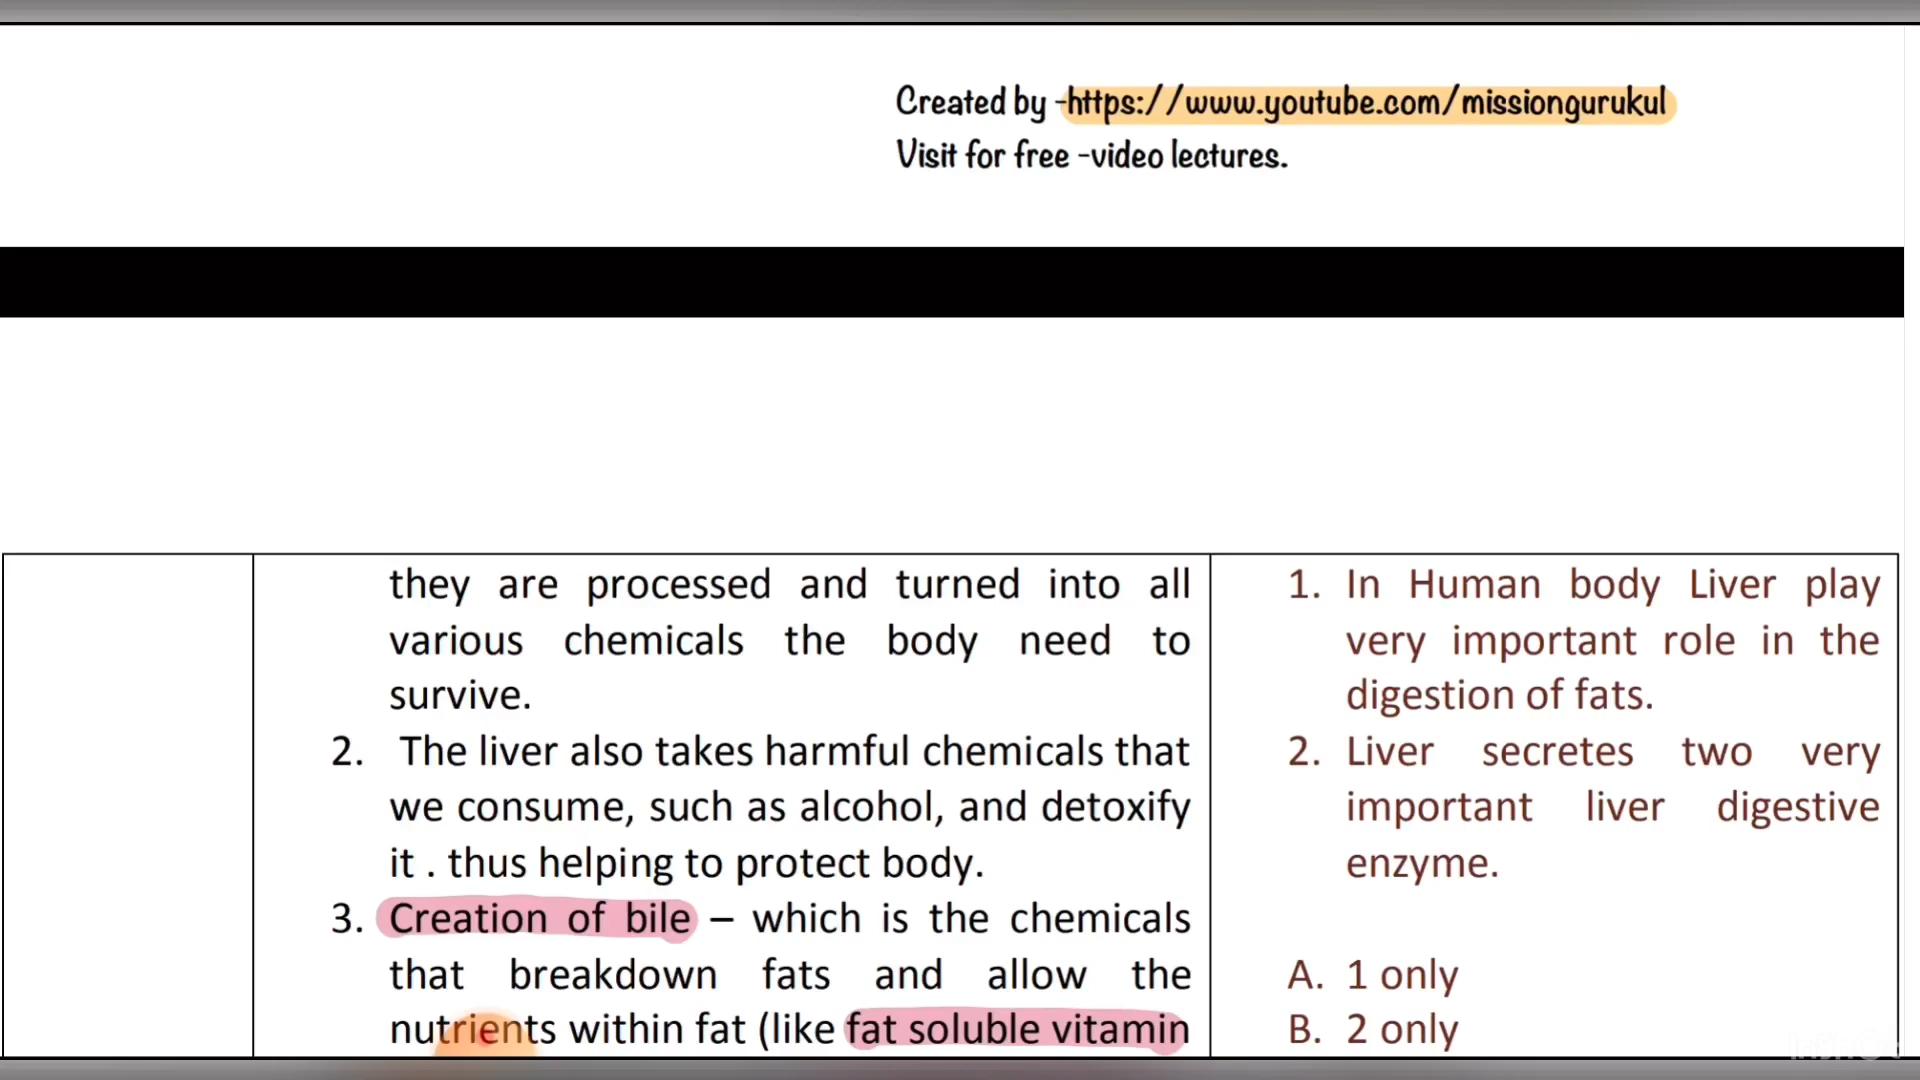 Created by -https://www.youtube.com/missiongurukul
Visit for free -video lectures.
they are processed and turned into all
various chemicals the body need to
survive.
2. The liver also takes harmful chemicals that
we consume, such as alcohol, and detoxify
it . thus helping to protect body.
3. Creation of bile – which is the chemicals
that breakdown fats and allow the
nutrients within fat (like fat soluble vitamin
1. In Human body Liver play
very important role in the
digestion of fats.
2. Liver secretes two very
important liver digestive
enzyme.
A. 1 only
B. 2 only